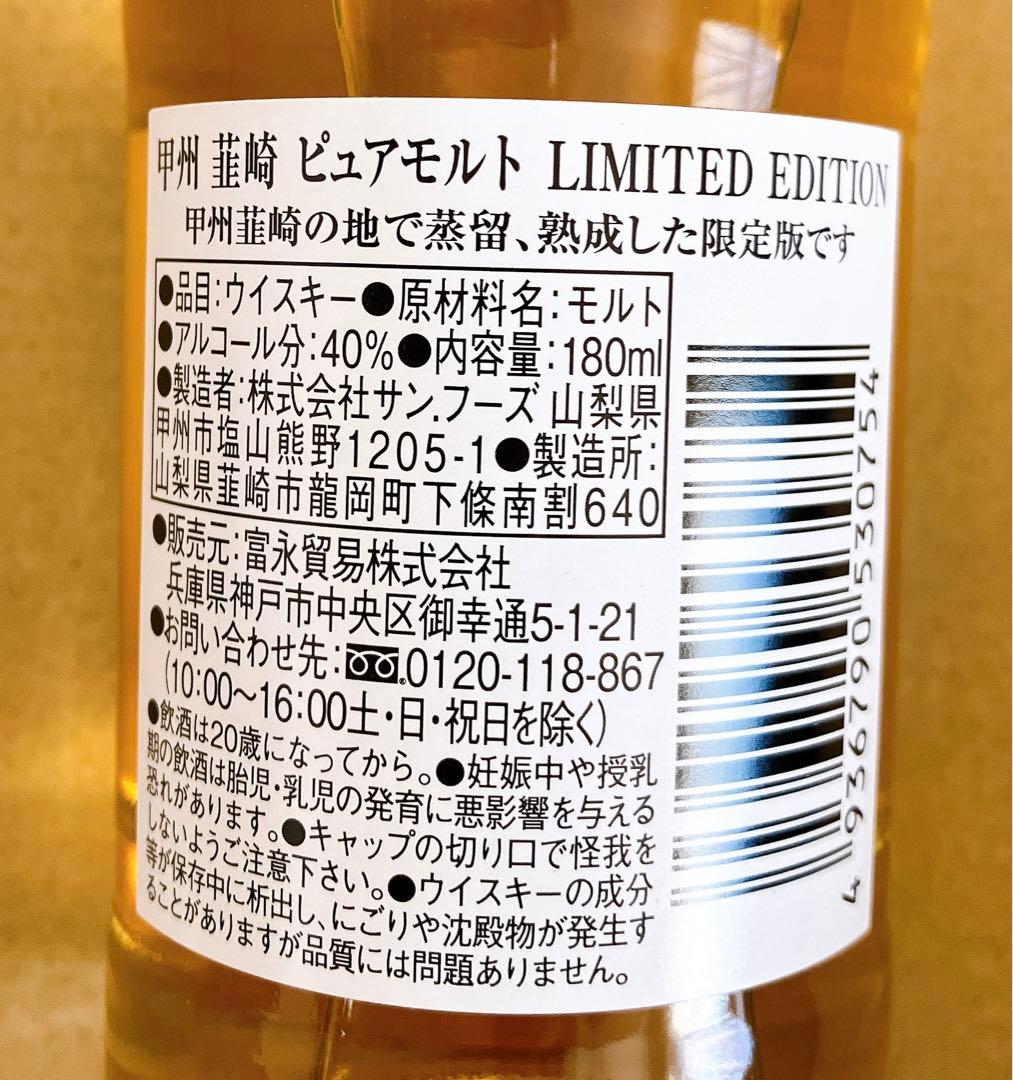 甲州 韮崎 ピュアモルト LIMITED EDITION
甲州韮崎の地で蒸留、熟成した限定版です
●品目:ウイスキー●原材料名:モルト
●アルコール分:40%●内容量:180ml
●製造者:株式会社サン.フーズ 山梨県
甲州市塩山熊野1205-1●製造所:
山梨県韮崎市龍岡町下條南割640
●販売元:富永貿易株式会社
兵庫県神戸市中央区御幸通5-1-21
●お問い合わせ先:0120-118-867
(10:00〜16:00土・日・祝日を除く)
●飲酒は20歳になってから。●妊娠中や授乳
期の飲酒は胎児・乳児の発育に悪影響を与える
恐れがあります。●キャップの切り口で怪我を
しないようご注意下さい。●ウイスキーの成分
等が保存中に析出し、にごりや沈殿物が発生す
ることがありますが品質には問題ありません。
4 936790 530754